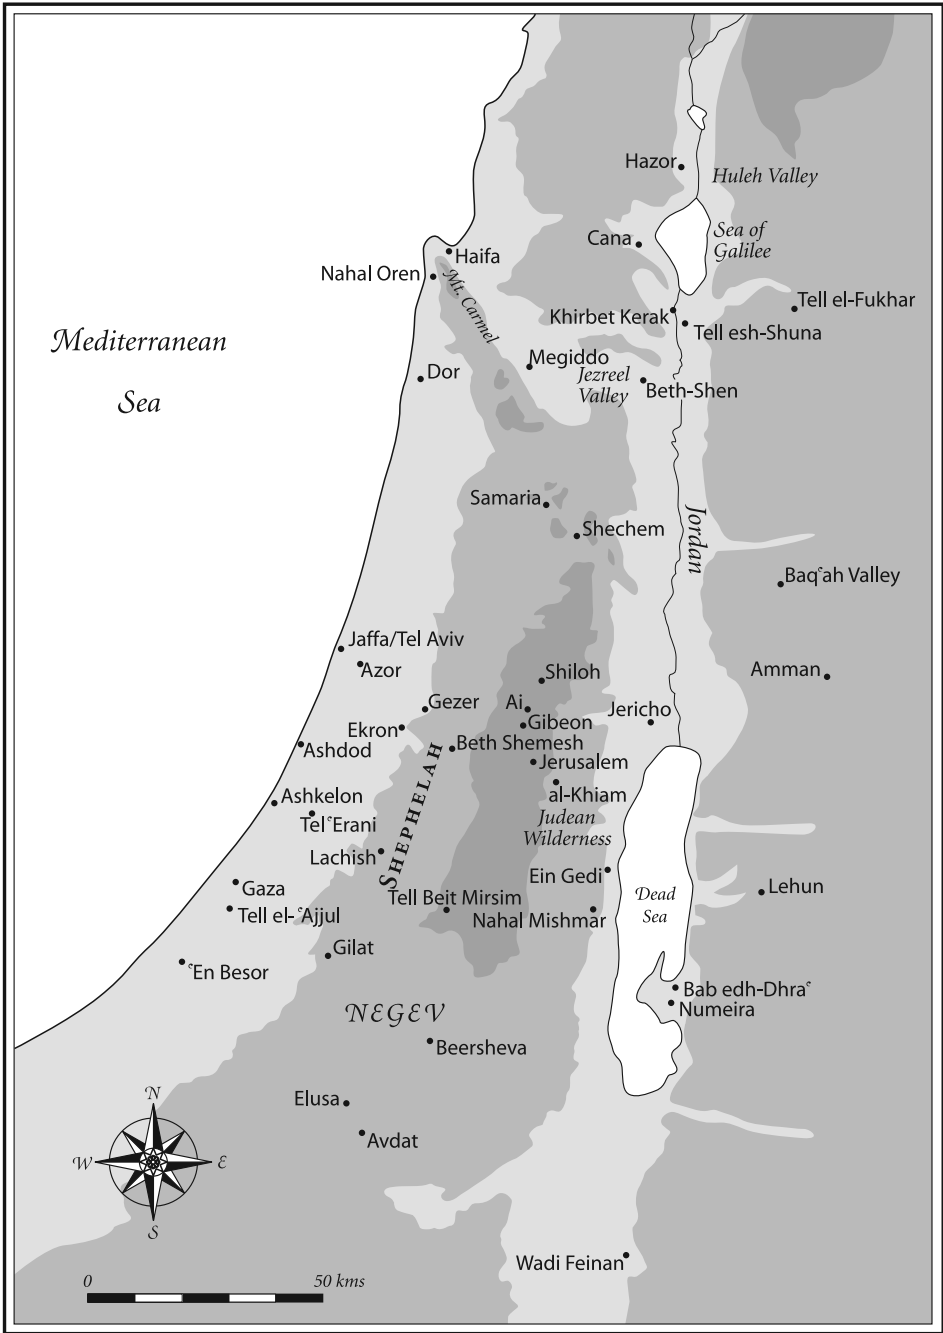 Hazor
Huleh Valley
Sea of
Galilee
Cana
Haifa
Nahal Oren
Mt. Carmel
Tell el-Fukhar
Khirbet Kerak
Tell esh-Shuna
Mediterranean
Sea
Megiddo
Dor
Jezreel
Valley
Beth-Shen
Samaria
Shechem
Jordan
Baqʿah Valley
Jaffa/Tel Aviv
Azor
Shiloh
Amman
Gezer
Ai
Jericho
Ekron
Gibeon
Ashdod
Beth Shemesh
Jerusalem
SHEPHELAH
al-Khiam
Ashkelon
Tel ʿErani
Judean
Wilderness
Lachish
Ein Gedi
Gaza
Tell Beit Mirsim
Dead
Sea
Lehun
Tell el-ʿAjjul
Nahal Mishmar
Gilat
ʿEn Besor
Bab edh-Dhraʿ
Numeira
NEGEV
Beersheva
Elusa
Avdat
N
W
E
S
Wadi Feinan
0
50 kms